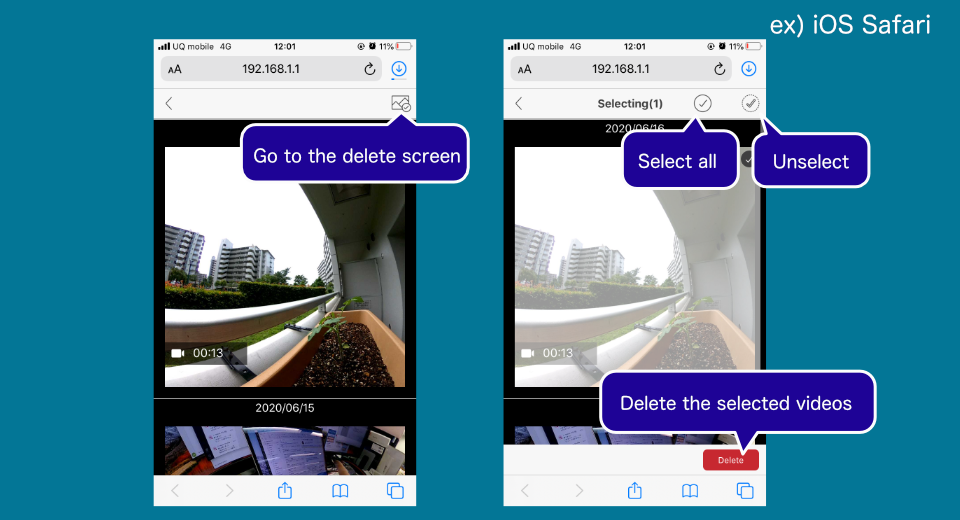 ex) iOS Safari
UQ mobile 4G 12:01 11%
AA 192.168.1.1
Go to the delete screen
00:13
2020/06/15
UQ mobile 4G 12:01 11%
AA 192.168.1.1
Selecting(1)
2020/06/16
Select all
Unselect
00:13
Delete the selected videos
Delete